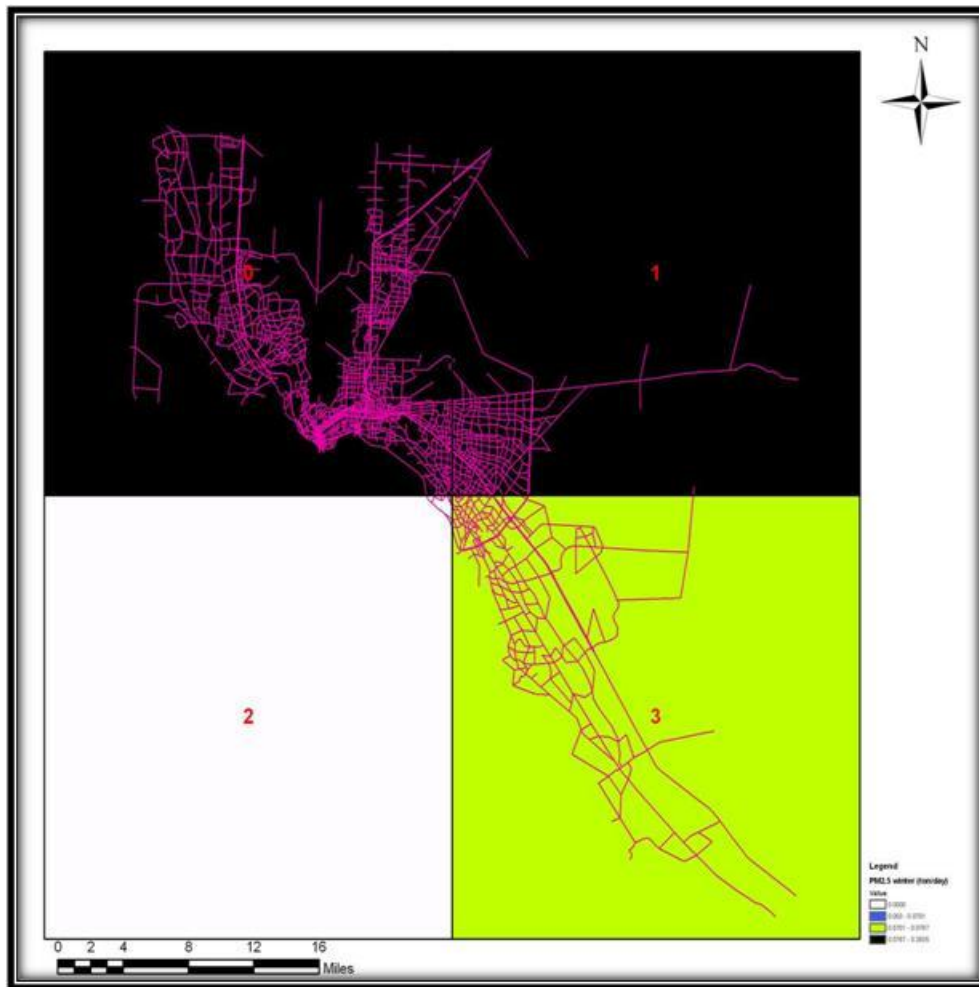 N
0
1
2
3
0 2 4 8 12 16
Miles
Legend
PM2.5 winter (ton/day)
Value